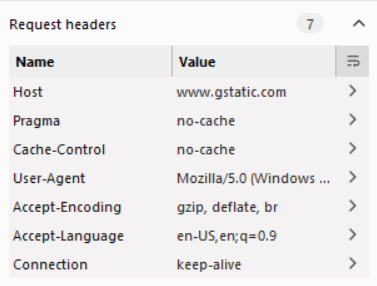 Request headers 7
Name Value
Host www.gstatic.com
Pragma no-cache
Cache-Control no-cache
User-Agent Mozilla/5.0 (Windows ...
Accept-Encoding gzip, deflate, br
Accept-Language en-US,en;q=0.9
Connection keep-alive